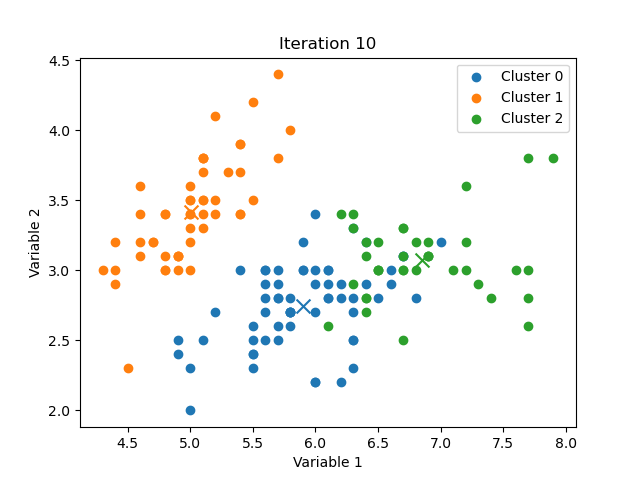 Iteration 10
Cluster 0
Cluster 1
Cluster 2
4.5
4.0
3.5
3.0
2.5
2.0
Variable 2
4.5 5.0 5.5 6.0 6.5 7.0 7.5 8.0
Variable 1